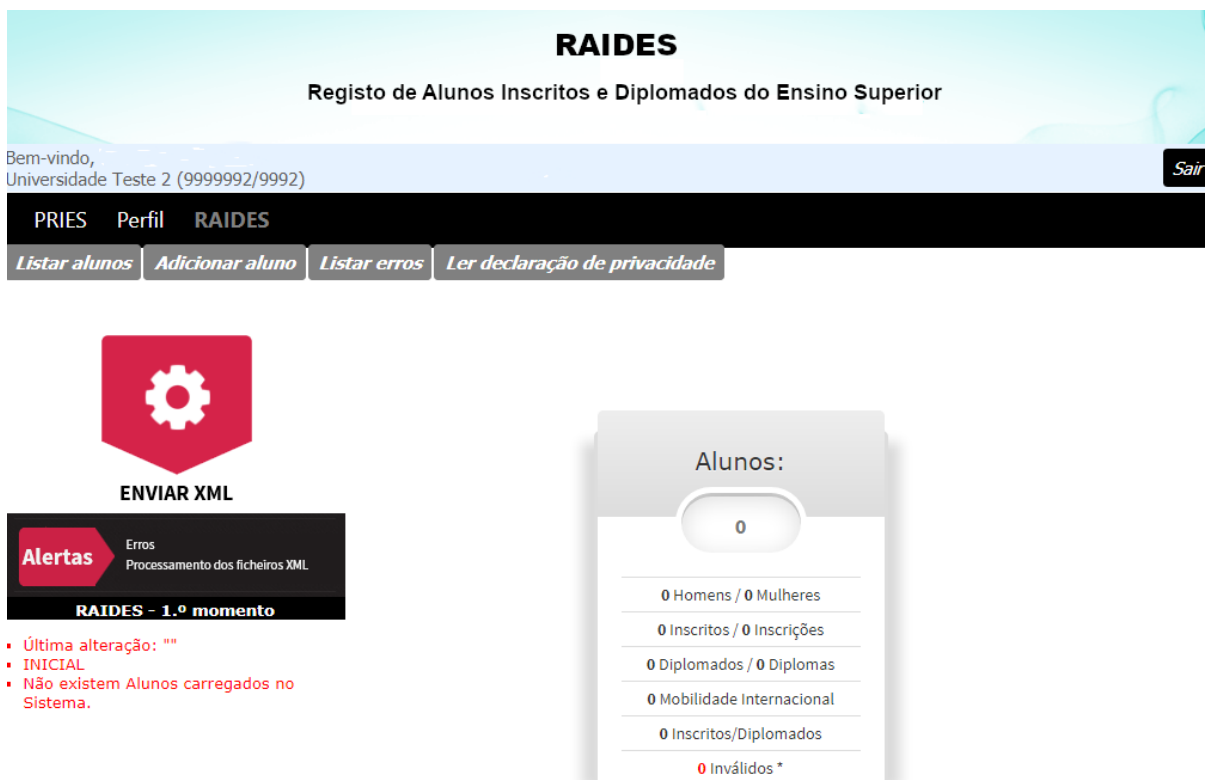 RAIDES
Registo de Alunos Inscritos e Diplomados do Ensino Superior
Bem-vindo,
Universidade Teste 2 (9999992/9992)
Sair
PRIES Perfil RAIDES
Listar alunos Adicionar aluno Listar erros Ler declaração de privacidade
ENVIAR XML
Alertas
Erros
Processamento dos ficheiros XML
RAIDES - 1.º momento
Última alteração: ""
INICIAL
Não existem Alunos carregados no
Sistema.
Alunos:
0
0 Homens / 0 Mulheres
0 Inscritos / 0 Inscrições
0 Diplomados / 0 Diplomas
0 Mobilidade Internacional
0 Inscritos/Diplomados
0 Inválidos *